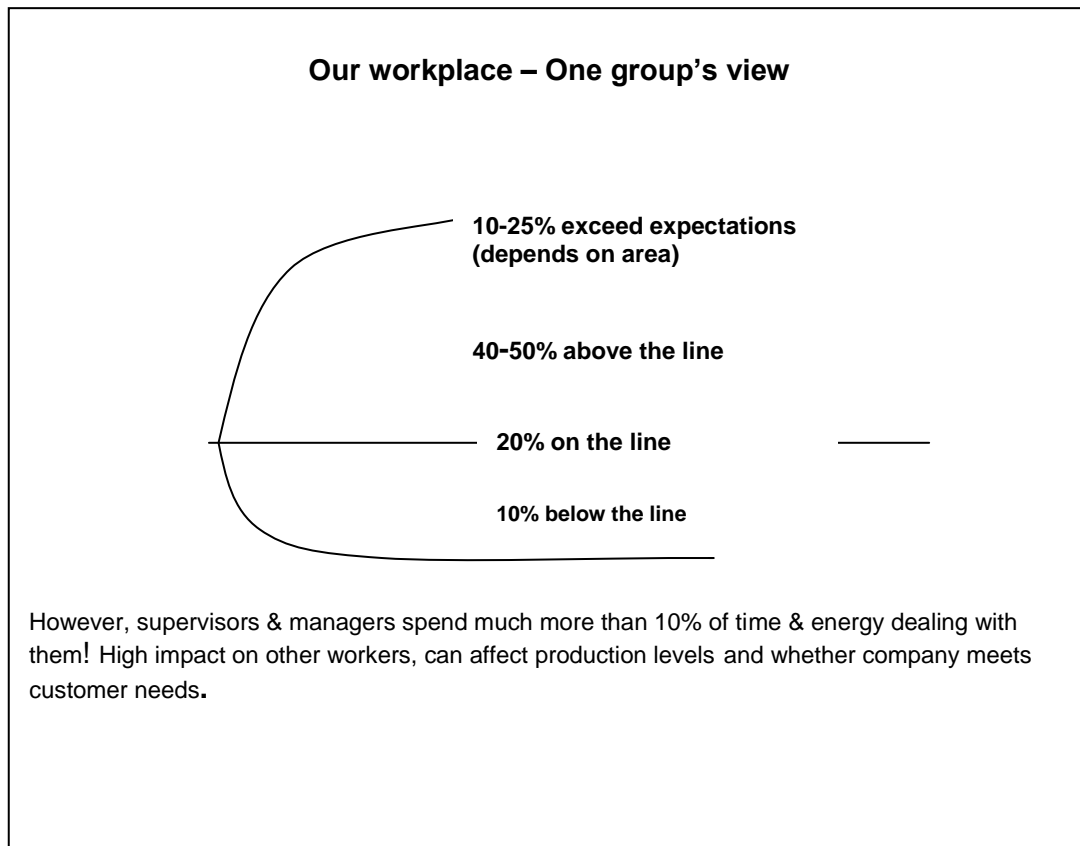 Our workplace – One group’s view
10-25% exceed expectations
(depends on area)
40-50% above the line
20% on the line
10% below the line
However, supervisors & managers spend much more than 10% of time & energy dealing with
them! High impact on other workers, can affect production levels and whether company meets
customer needs.